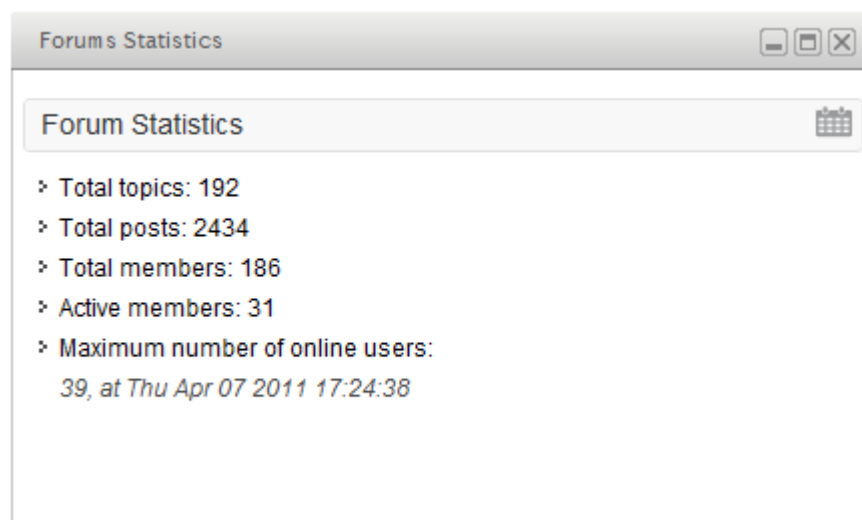 Forums Statistics
Forum Statistics
Total topics: 192
Total posts: 2434
Total members: 186
Active members: 31
Maximum number of online users:
39, at Thu Apr 07 2011 17:24:38